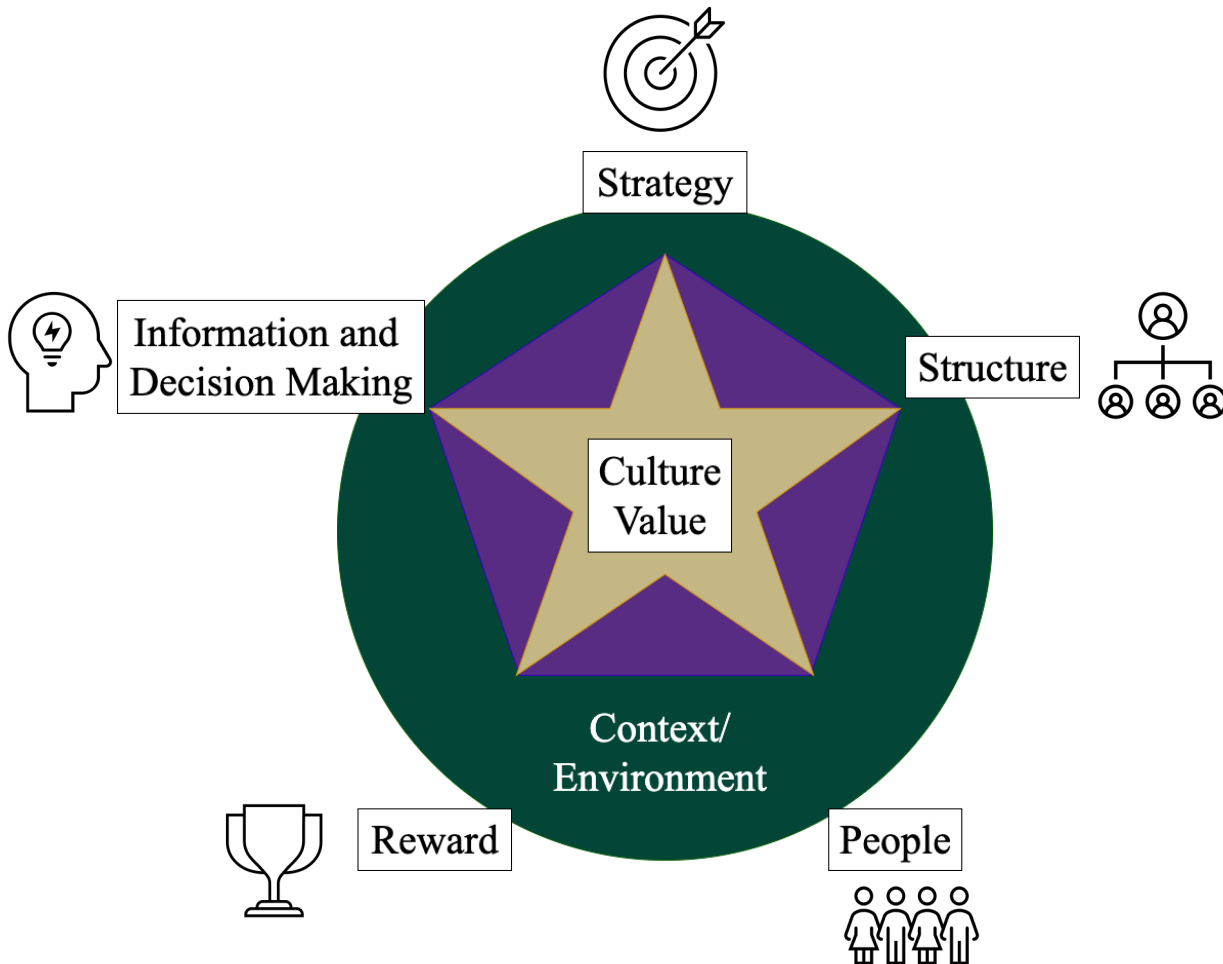 Strategy
Information and
Decision Making
Structure
Culture
Value
Context/
Environment
Reward
People